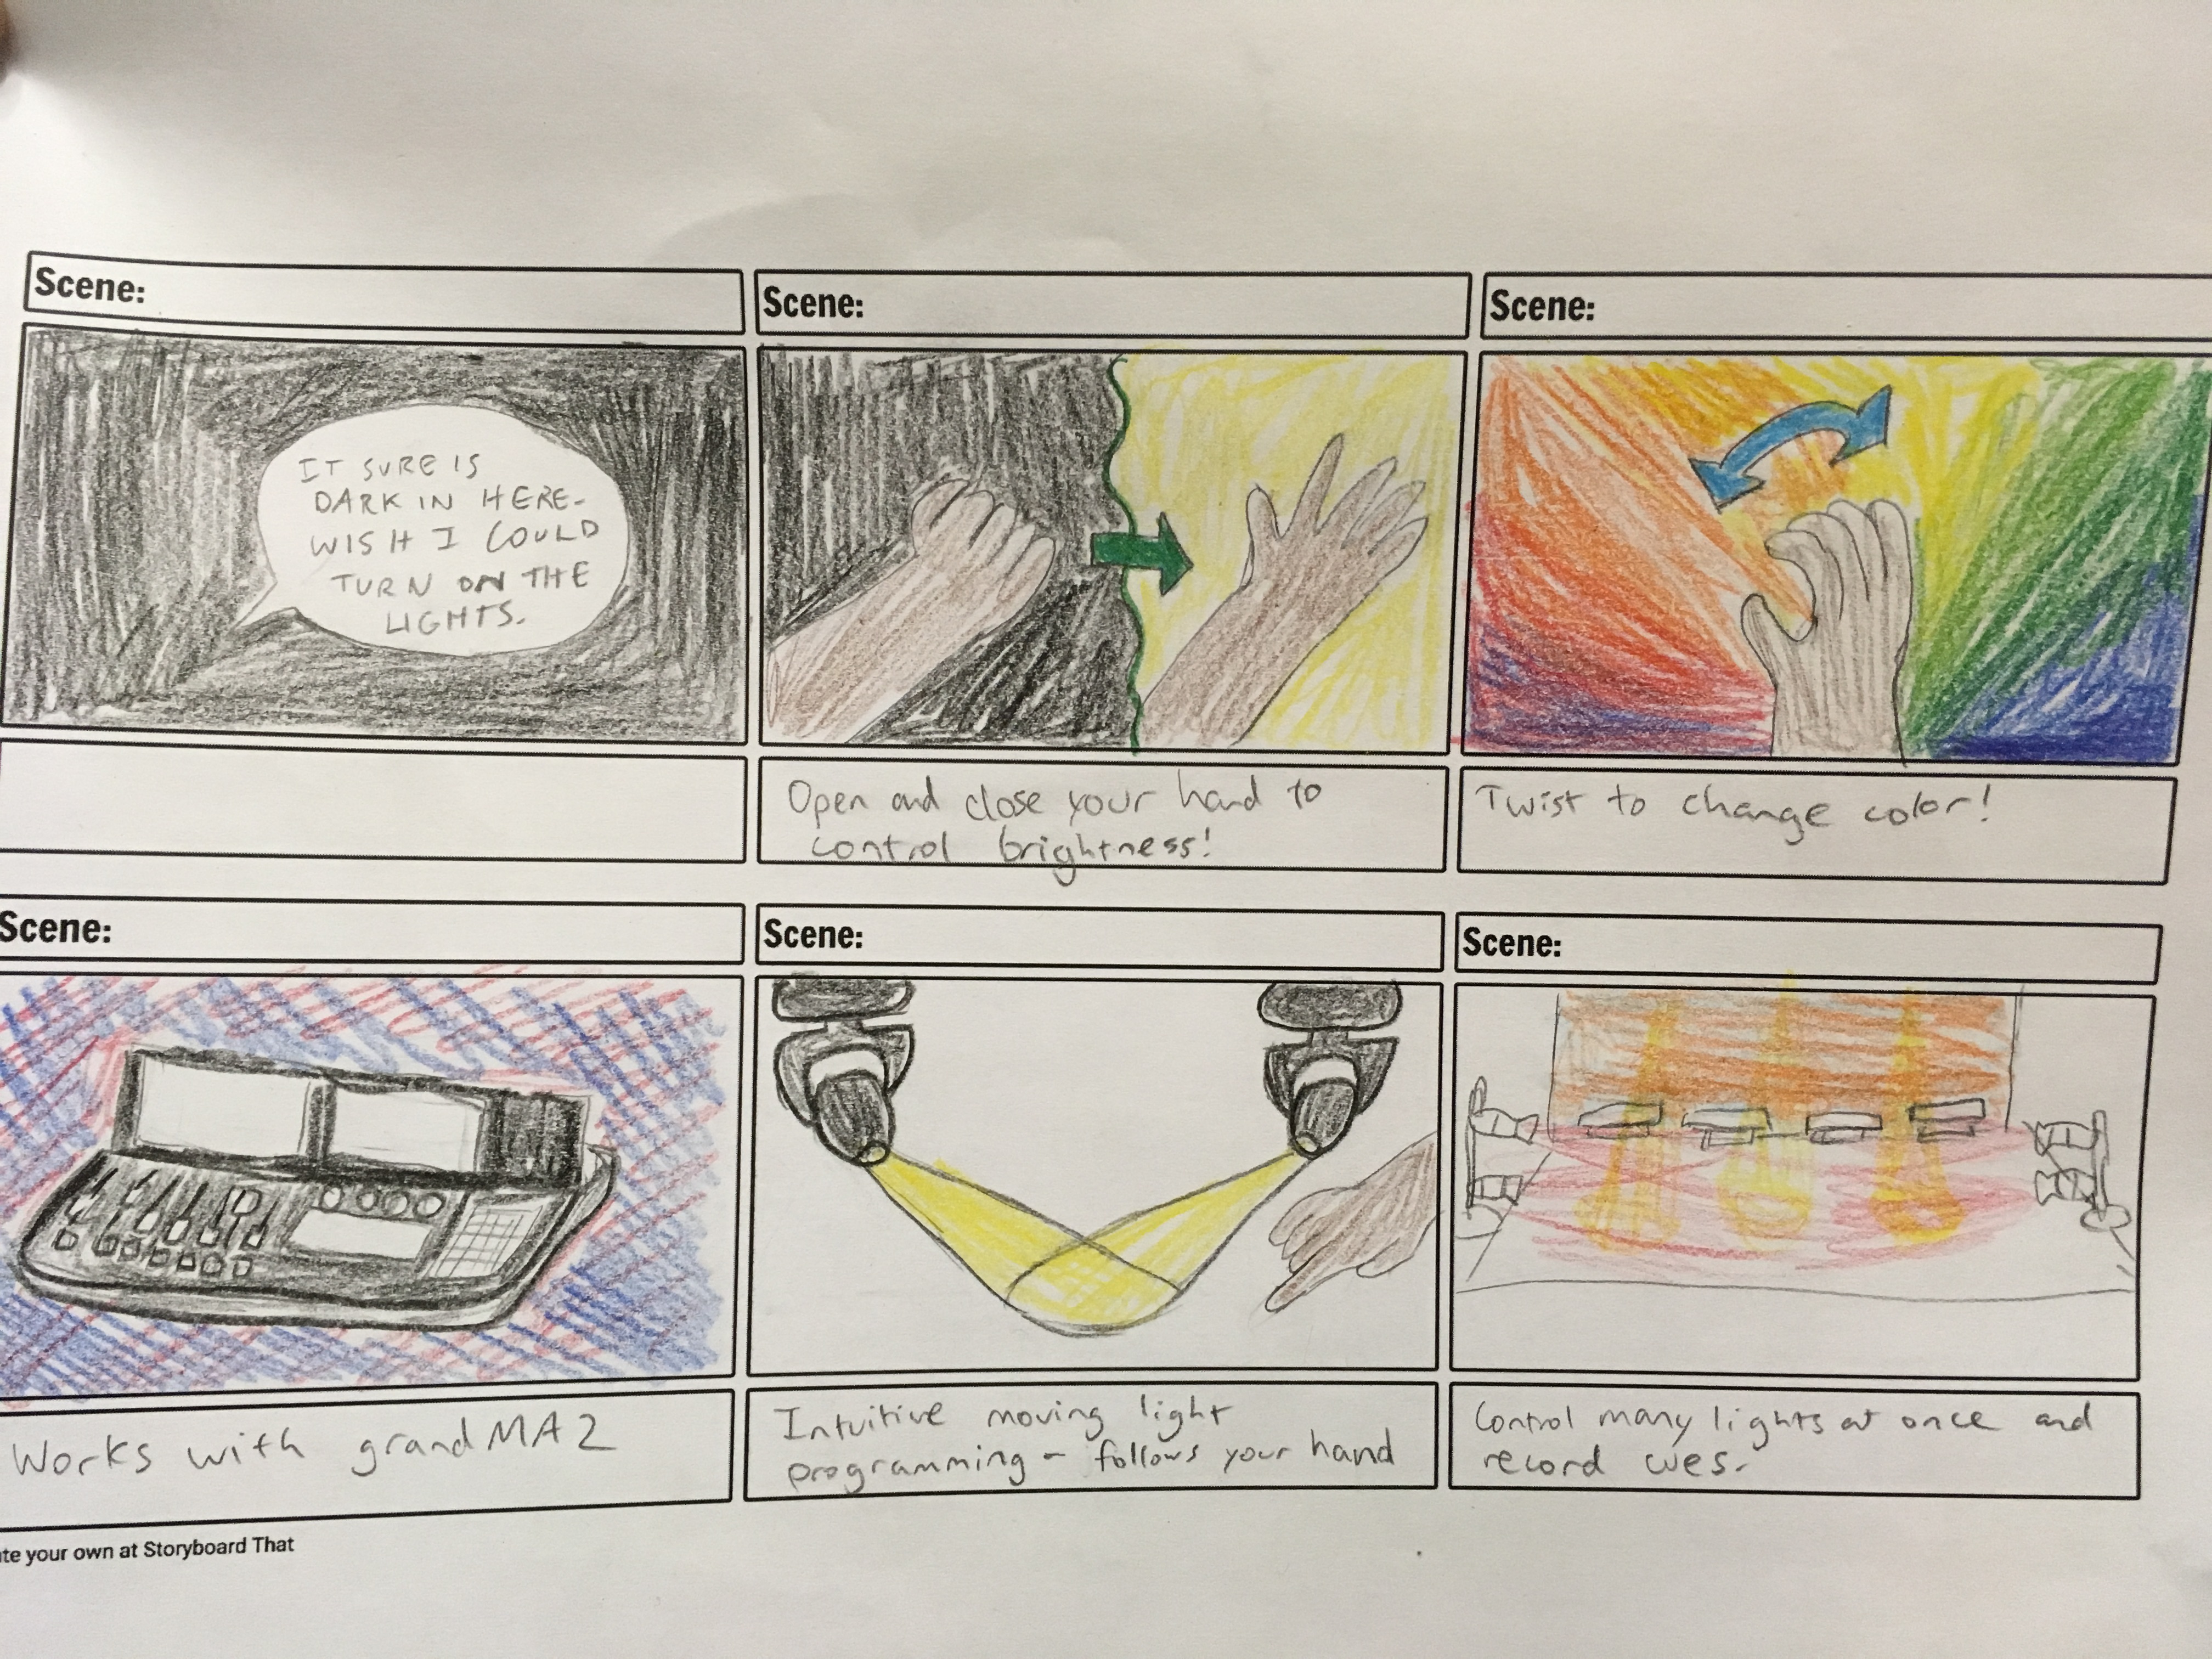 Scene:
Scene:
Scene:
IT SURE IS
DARK IN HERE-
WISH I COULD
TURN ON THE
LIGHTS.
Open and close your hand to
control brightness!
Twist to change color!
Scene:
Scene:
Scene:
Works with grandMA2
Intuitive moving light
programming - follows your hand
Control many lights at once and
record cues.
te your own at Storyboard That